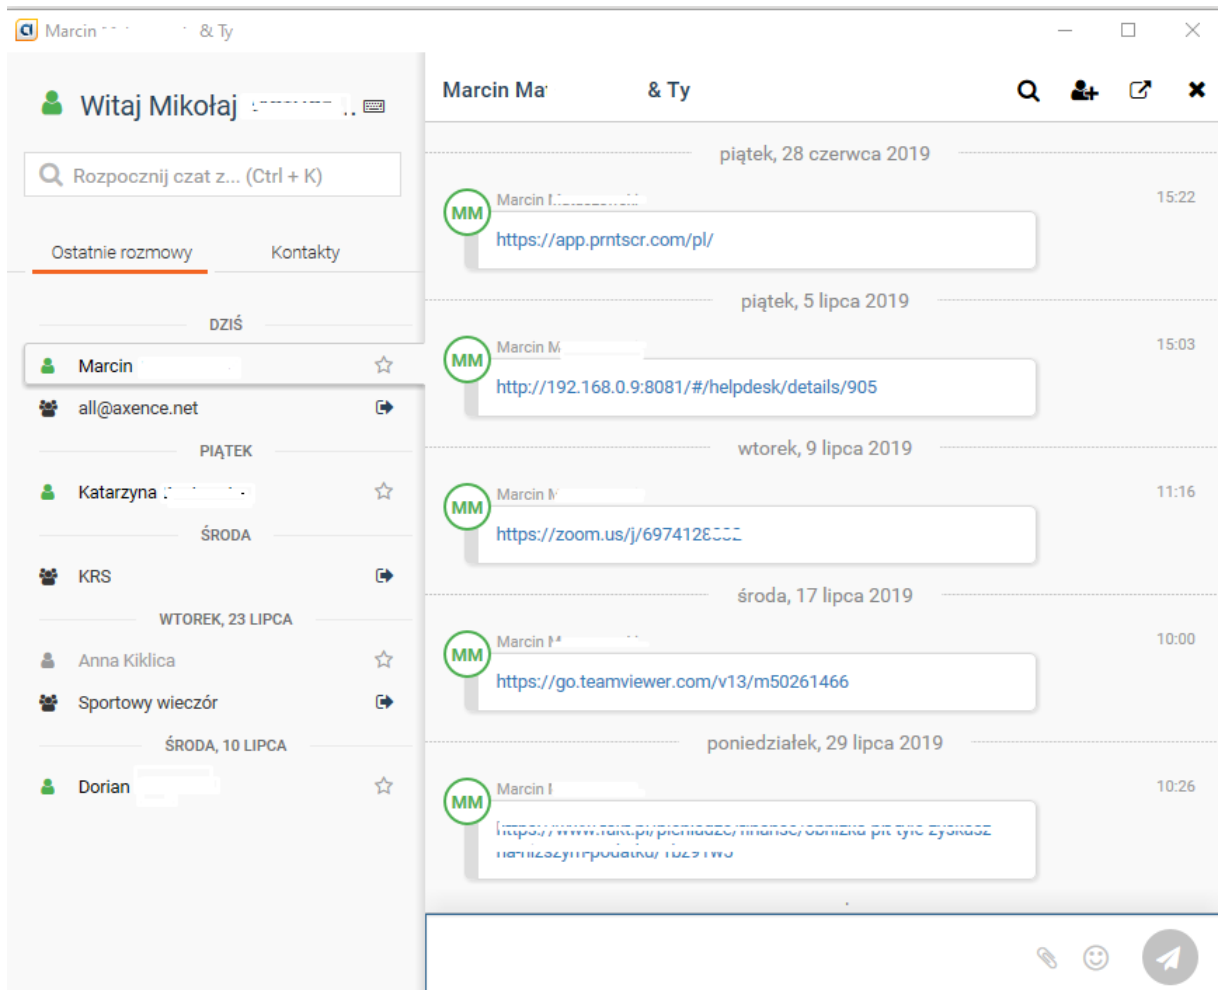 Marcin & Ty
Witaj Mikołaj ..
Rozpocznij czat z... (Ctrl + K)
Ostatnie rozmowy
Kontakty
DZIŚ
Marcin
all@axence.net
PIĄTEK
Katarzyna
ŚRODA
KRS
WTOREK, 23 LIPCA
Anna Kiklica
Sportowy wieczór
ŚRODA, 10 LIPCA
Dorian
Marcin & Ty
piątek, 28 czerwca 2019
Marcin
15:22
https://app.prntscr.com/pl/
piątek, 5 lipca 2019
Marcin M
15:03
http://192.168.0.9:8081/#/helpdesk/details/905
wtorek, 9 lipca 2019
Marcin
11:16
https://zoom.us/j/6974128
środa, 17 lipca 2019
Marcin
10:00
https://go.teamviewer.com/v13/m50261466
poniedziałek, 29 lipca 2019
Marcin
10:26
MM
MM
MM
MM
MM